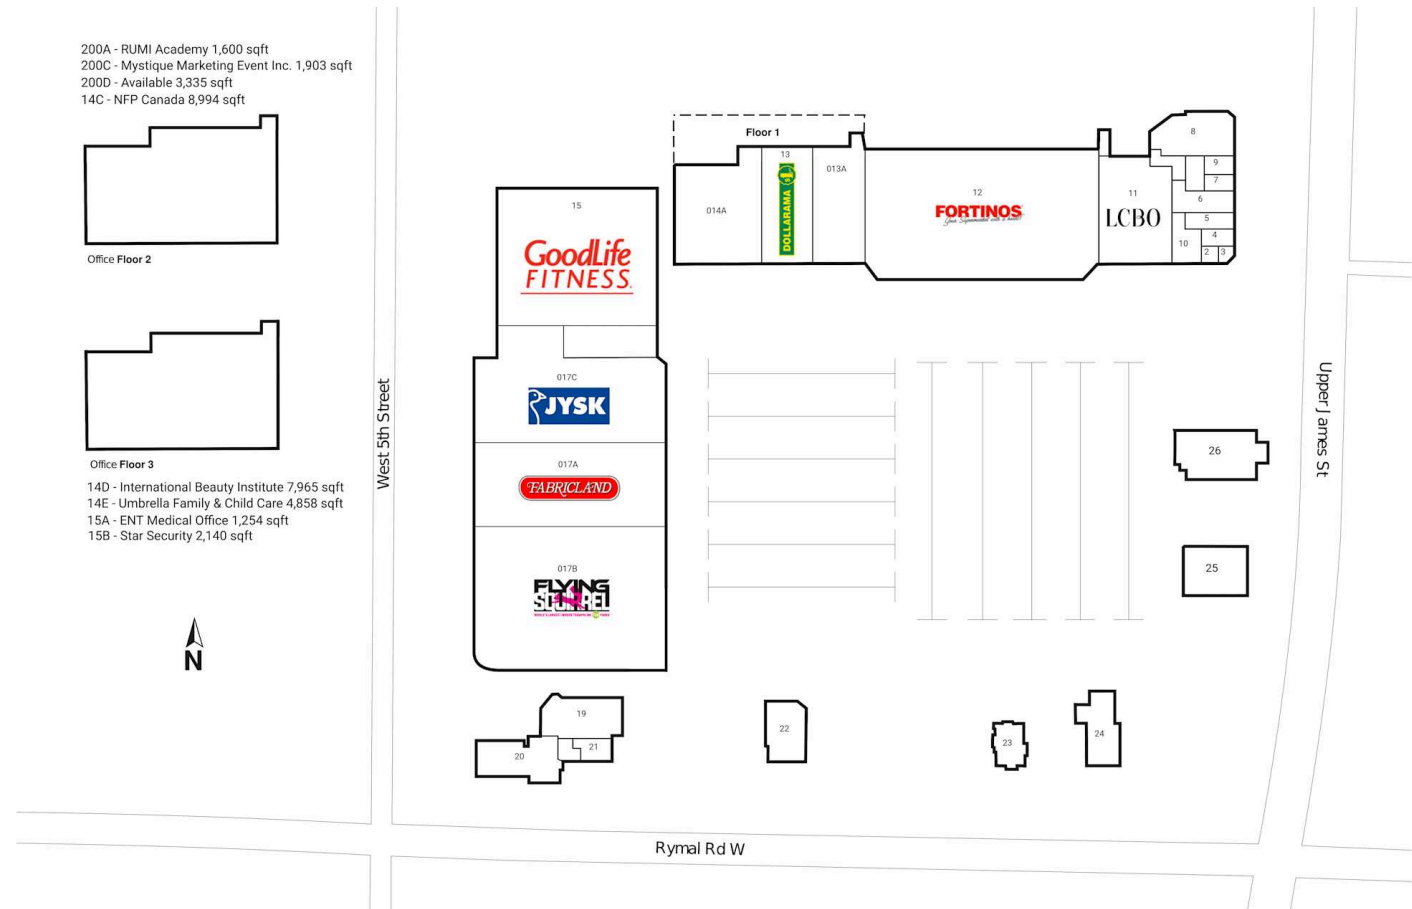 200A - RUMI Academy 1,600 sqft
200C - Mystique Marketing Event Inc. 1,903 sqft
200D - Available 3,335 sqft
14C - NFP Canada 8,994 sqft
Office Floor 2
Office Floor 3
14D - International Beauty Institute 7,965 sqft
14E - Umbrella Family & Child Care 4,858 sqft
15A - ENT Medical Office 1,254 sqft
15B - Star Security 2,140 sqft
N
West 5th Street
Floor 1
014A
13
DOLLARAMA
013A
12
FORTINOS
11
LCBO
8
9
7
6
5
4
10
2
3
15
GoodLife
FITNESS
017C
JYSK
017A
FABRICLAND
017B
FLYING
SQUIRREL
Upper James St
26
25
19
20
21
22
23
24
Rymal Rd W